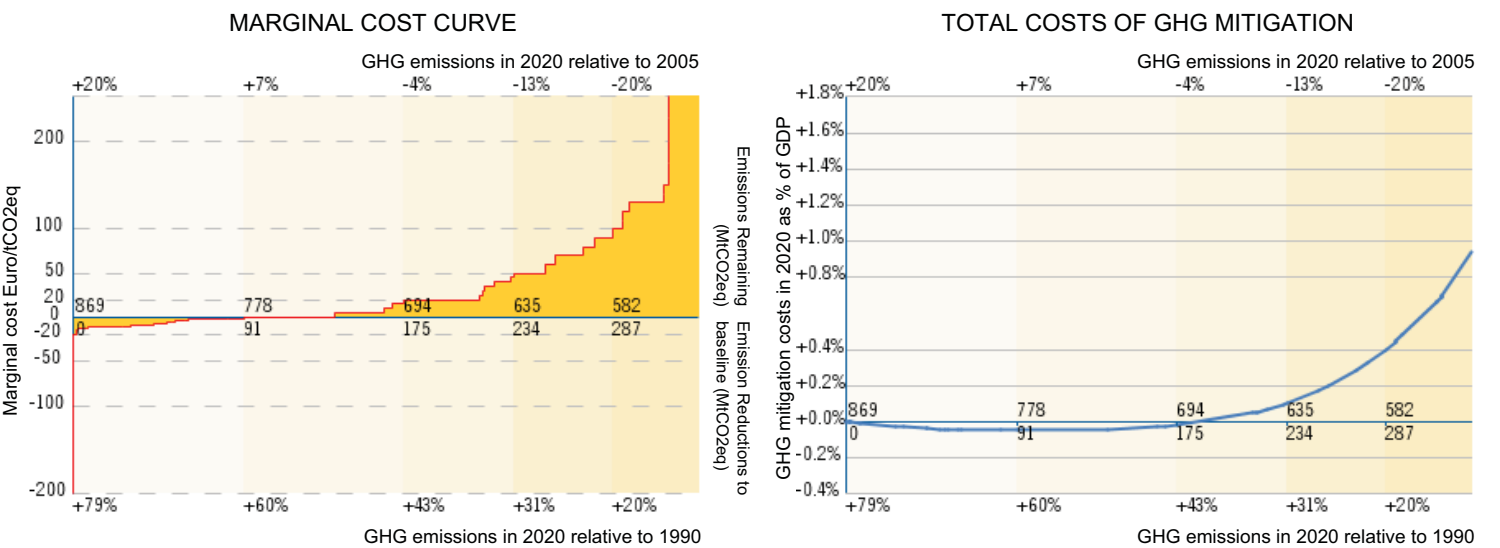 MARGINAL COST CURVE
GHG emissions in 2020 relative to 2005
+20% +7% -4% -13% -20%
Marginal cost Euro/tCO2eq
200
100
50
20
0
-20
-50
-100
-200
869 778 694 635 582
0 91 175 234 287
+79% +60% +43% +31% +20%
GHG emissions in 2020 relative to 1990
Emissions Remaining
(MtCO2eq)
Emission Reductions to
baseline (MtCO2eq)
TOTAL COSTS OF GHG MITIGATION
GHG emissions in 2020 relative to 2005
+20% +7% -4% -13% -20%
GHG mitigation costs in 2020 as % of GDP
+1.8%
+1.6%
+1.4%
+1.2%
+1.0%
+0.8%
+0.4%
+0.2%
+0.0%
-0.2%
-0.4%
869 778 694 635 582
0 91 175 234 287
+79% +60% +43% +31% +20%
GHG emissions in 2020 relative to 1990